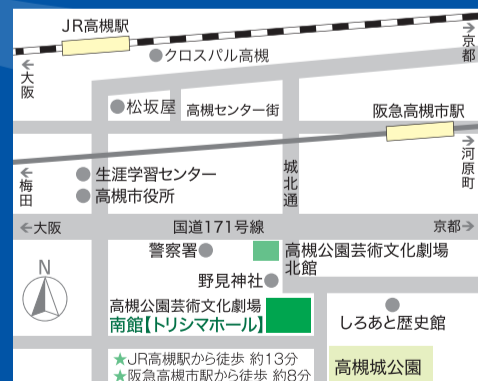 JR高槻駅
→
京都
←
大阪
クロスパル高槻
松坂屋
高槻センター街
阪急高槻市駅
→
河原町
←
梅田
生涯学習センター
高槻市役所
城北通
←大阪
国道171号線
京都→
警察署
高槻公園芸術文化劇場
北館
野見神社
N
高槻公園芸術文化劇場
南館【トリシマホール】
しろあと歴史館
★JR高槻駅から徒歩 約13分
★阪急高槻市駅から徒歩 約8分
高槻城公園